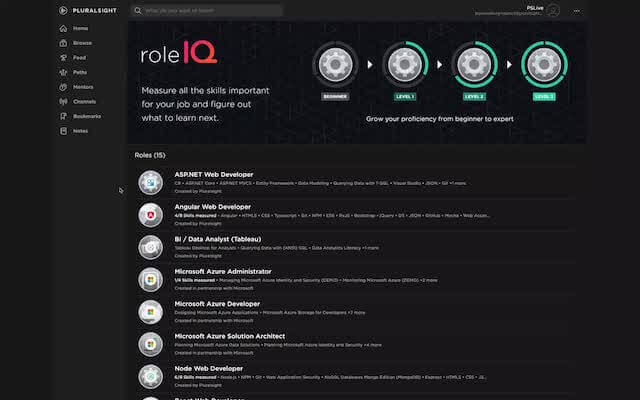 PLURALSIGHT
What do you want to learn?
PSLive
Home
Browse
Feed
Paths
Mentors
Channels
Bookmarks
Notes
role IQ
Measure all the skills important
for your job and figure out
what to learn next.
BEGINNER
LEVEL 1
LEVEL 2
LEVEL 3
Grow your proficiency from beginner to expert
Roles (15)
ASP.NET Web Developer
C# • ASP.NET Core • ASP.NET MVC5 • Entity Framework • Data Modeling • Querying Data with T-SQL • Visual Studio • JSON • Git +1 more
Created by Pluralsight
Angular Web Developer
4/8 Skills measured • Angular • HTML5 • CSS • Typescript • Git • NPM • ES6 • RxJS • Bootstrap • jQuery • D3 • JSON • GitHub • Mocha • Web Asse...
Created by Pluralsight
BI / Data Analyst (Tableau)
Tableau Desktop for Analysts • Querying Data with (ANSI) SQL • Data Analytics Literacy +1 more
Created by Pluralsight
Microsoft Azure Administrator
1/4 Skills measured • Managing Microsoft Azure Identity and Security (DEMO) • Monitoring Microsoft Azure (DEMO) +2 more
Created in partnership with Microsoft
Microsoft Azure Developer
Designing Microsoft Azure Applications • Microsoft Azure Storage for Developers +2 more
Created in partnership with Microsoft
Microsoft Azure Solution Architect
Planning Microsoft Azure Data Solutions • Planning Microsoft Azure Identity and Security +4 more
Created in partnership with Microsoft
Node Web Developer
6/8 Skills measured • Node.js • NPM • Git • Web Application Security • NoSQL Databases Mongo Edition (MongoDB) • Express • HTML5 • CSS • JS...
Created by Pluralsight
React Web Developer